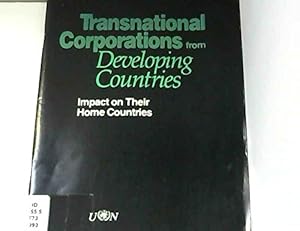 Transnational
Corporations from
Developing
Countries
Impact on Their
Home Countries
UN